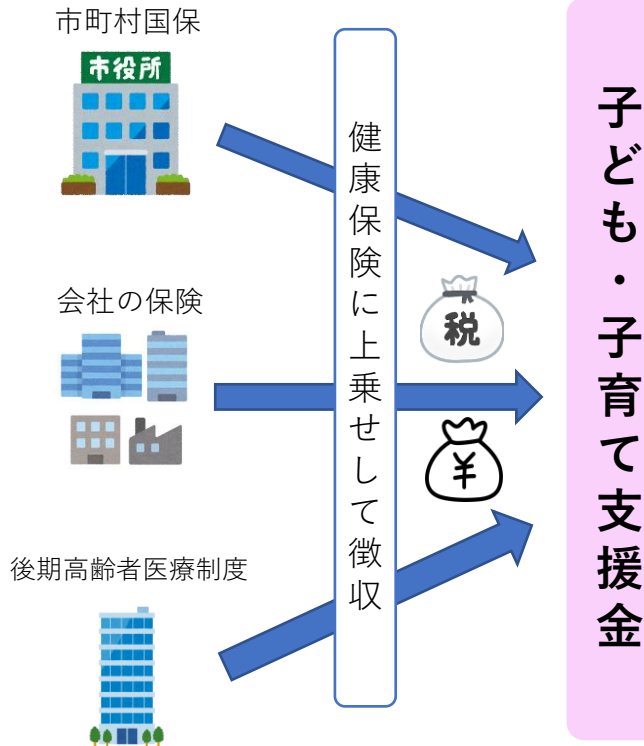 市町村国保
市役所
会社の保険
後期高齢者医療制度
健康保険に上乗せして徴収
税
¥
子ども・子育て支援金